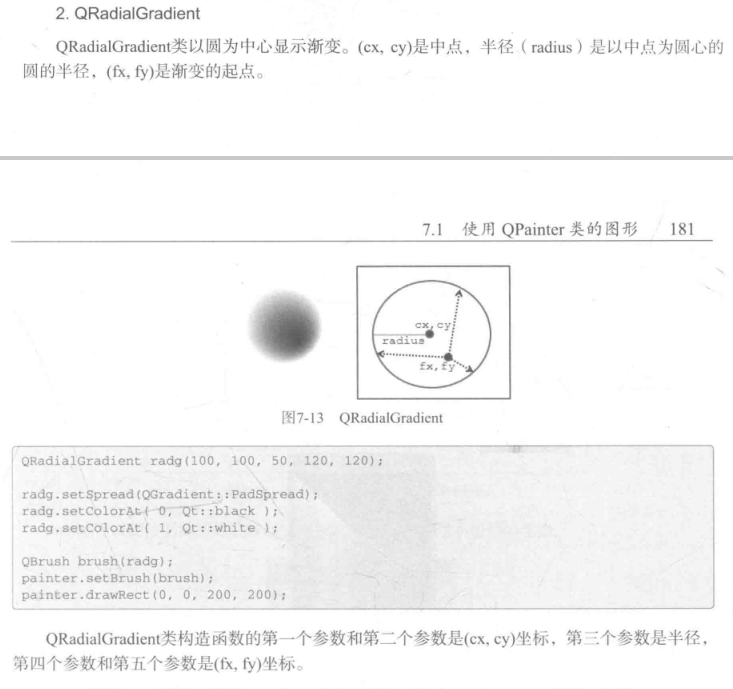 2. QRadialGradient
QRadialGradient类以圆为中心显示渐变。(cx, cy)是中点，半径（radius）是以中点为圆心的
圆的半径，(fx, fy)是渐变的起点。
7.1 使用 QPainter 类的图形 181
cx,cy
radius
fx,fy
图7-13 QRadialGradient
QRadialGradient radg(100, 100, 50, 120, 120);
radg.setSpread(QGradient::PadSpread);
radg.setColorAt( 0, Qt::black );
radg.setColorAt( 1, Qt::white );
QBrush brush(radg);
painter.setBrush(brush);
painter.drawRect(0, 0, 200, 200);
QRadialGradient类构造函数的第一个参数和第二个参数是(cx, cy)坐标，第三个参数是半径，
第四个参数和第五个参数是(fx, fy)坐标。